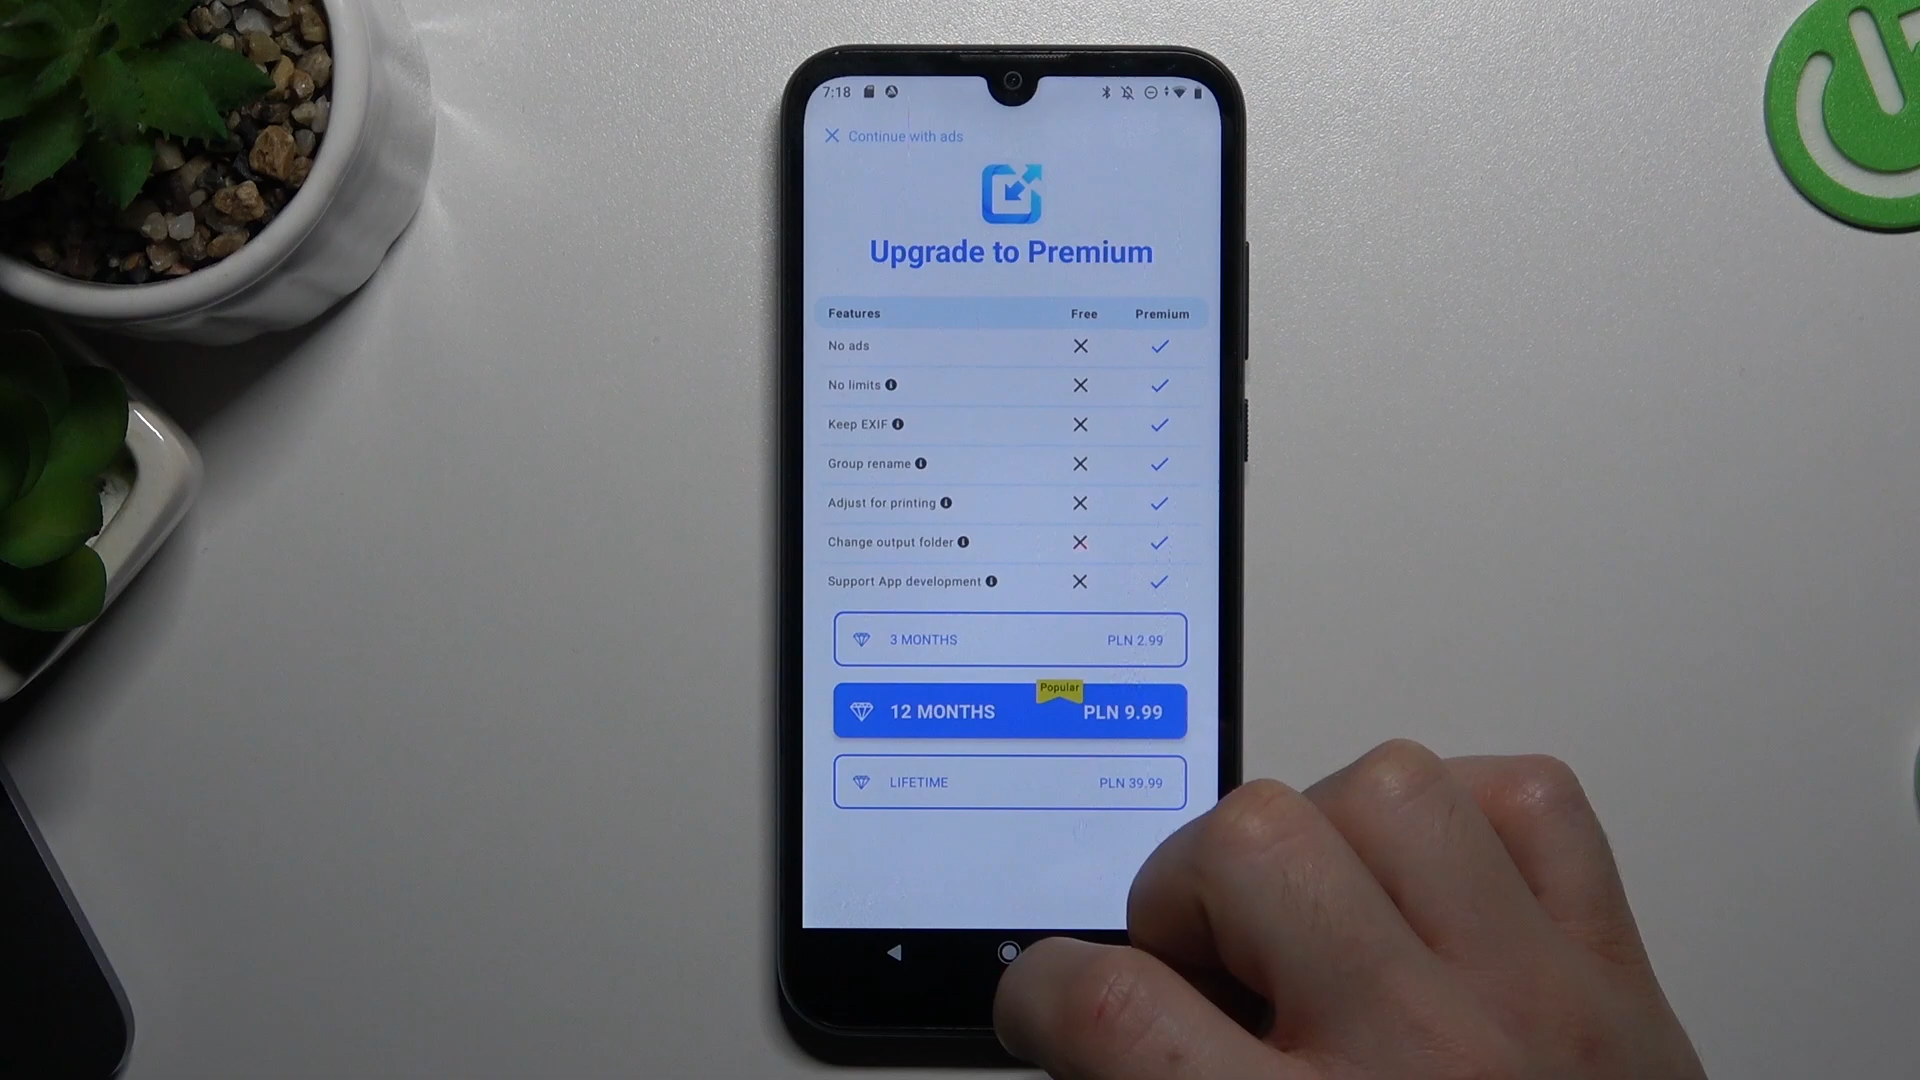 7:18
Continue with ads
Upgrade to Premium
Features Free Premium
No ads
No limits
Keep EXIF
Group rename
Adjust for printing
Change output folder
Support App development
3 MONTHS PLN 2.99
Popular
12 MONTHS PLN 9.99
LIFETIME PLN 39.99